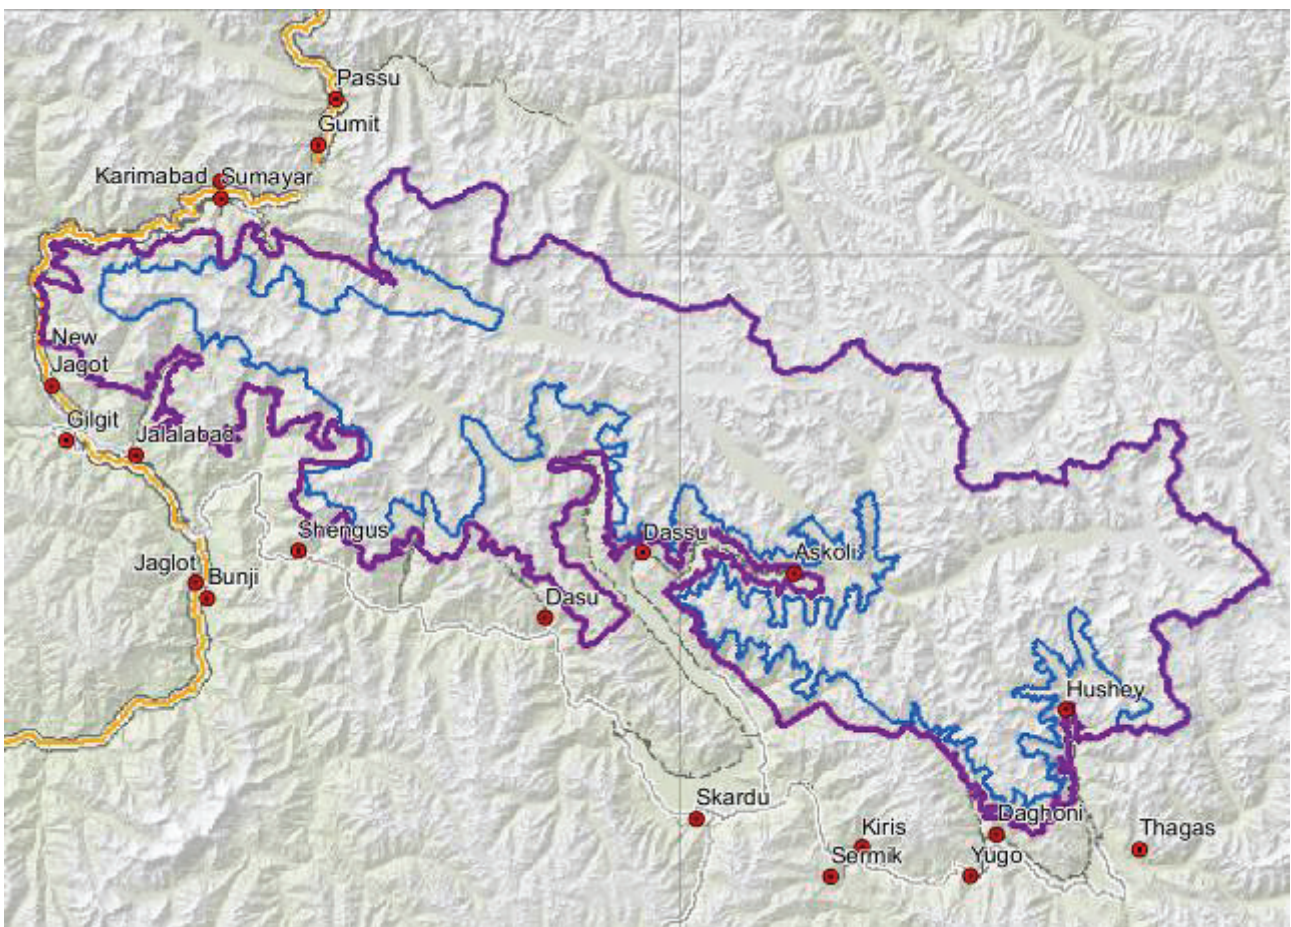 Passu
Gumit
Karimabad
Sumayar
New
Jagot
Gilgit
Jalalabad
Shengus
Dassu
Askoli
Jaglot
Bunji
Dasu
Hushey
Skardu
Daghoni
Kiris
Thagas
Sermik
Yugo